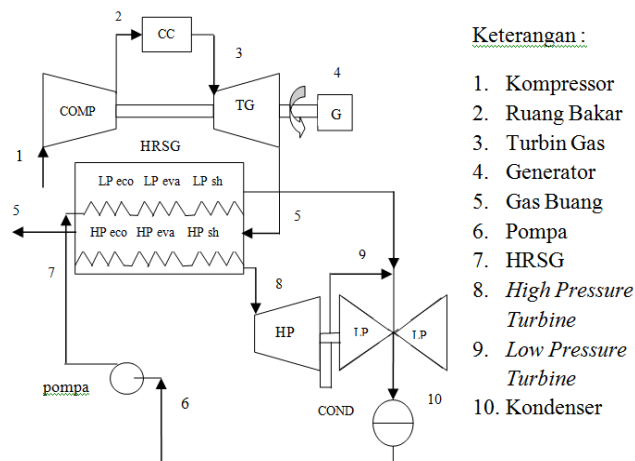 2
CC
3
4
COMP
TG
G
1
HRSG
LP eco LP eva LP sh
5
5
HP eco HP eva HP sh
9
7
8
HP
LP
LP
pompa
6
COND
10
Keterangan :
1. Kompressor
2. Ruang Bakar
3. Turbin Gas
4. Generator
5. Gas Buang
6. Pompa
7. HRSG
8. High Pressure
Turbine
9. Low Pressure
Turbine
10. Kondenser